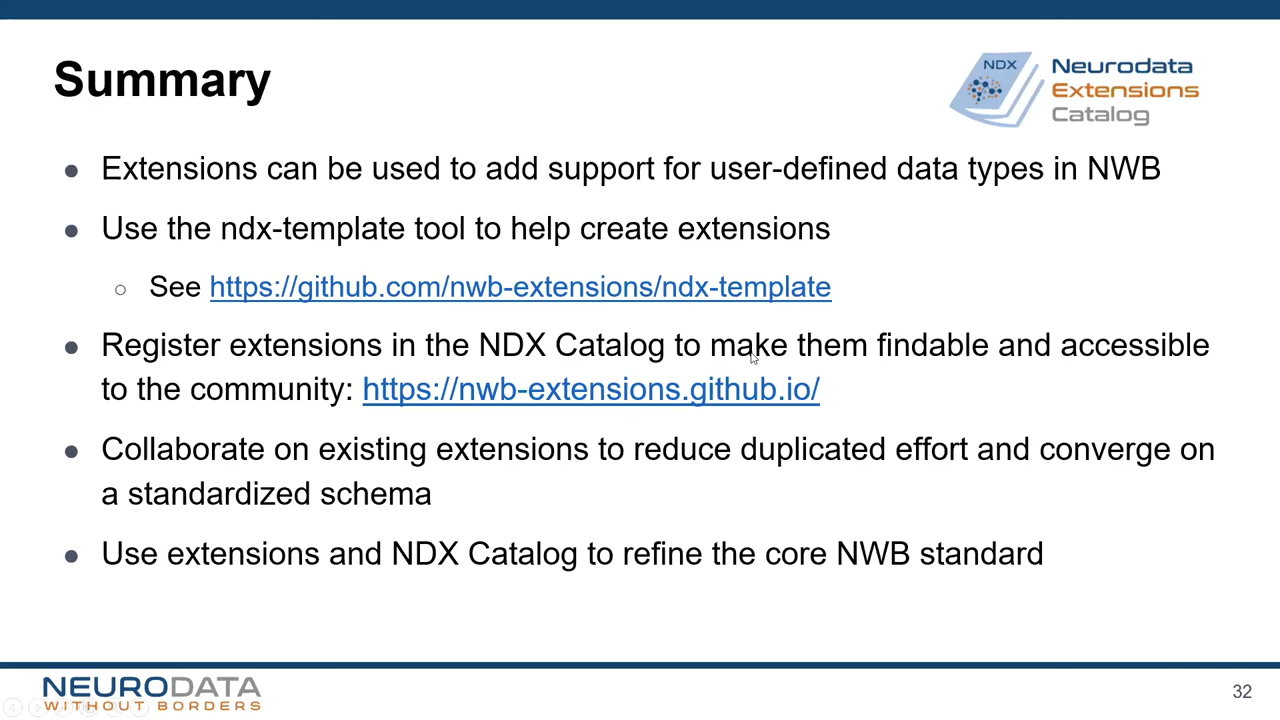 Summary
NDX
Neurodata
Extensions
Catalog
● Extensions can be used to add support for user-defined data types in NWB
● Use the ndx-template tool to help create extensions
○ See https://github.com/nwb-extensions/ndx-template
● Register extensions in the NDX Catalog to make them findable and accessible
to the community: https://nwb-extensions.github.io/
● Collaborate on existing extensions to reduce duplicated effort and converge on
a standardized schema
● Use extensions and NDX Catalog to refine the core NWB standard
NEURODATA
WITHOUT BORDERS
32